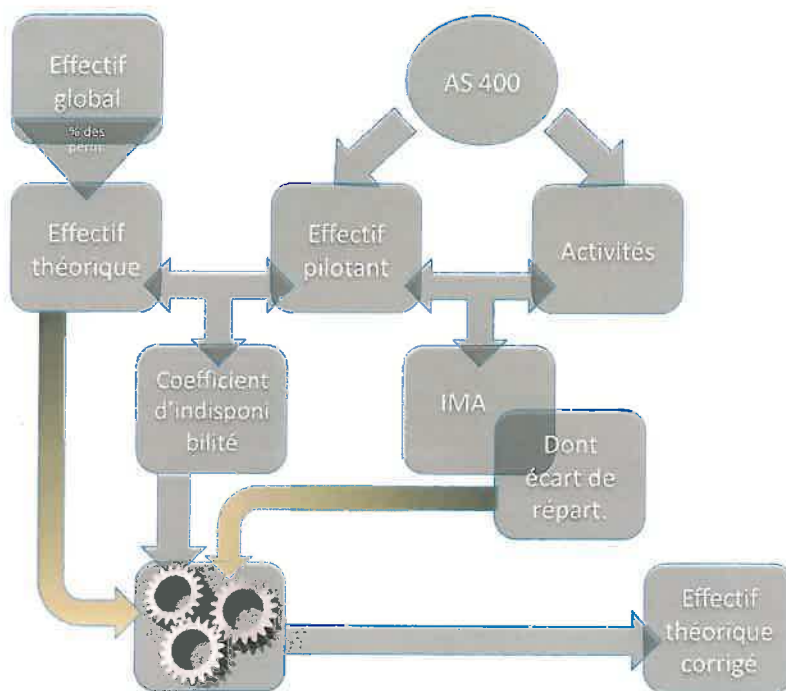 Effectif
global
% des
perm.
AS 400
Effectif
théorique
Effectif
pilotant
Activités
Coefficient
d'indisponi
bilité
IMA
Dont
écart de
répart.
Effectif
théorique
corrigé